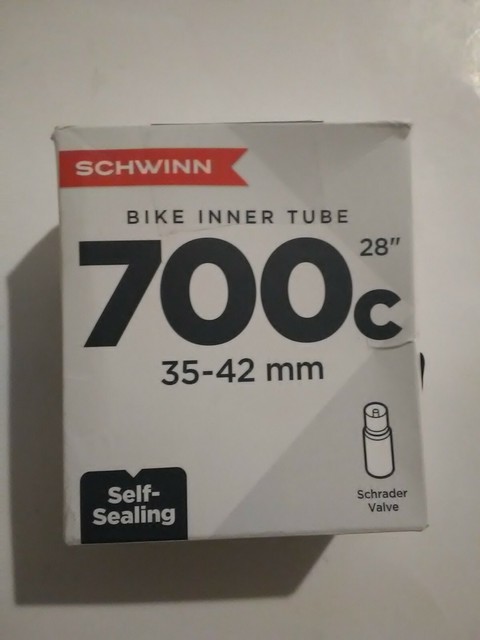 SCHWINN
BIKE INNER TUBE
700c 28"
35-42 mm
Self-
Sealing
Schrader
Valve